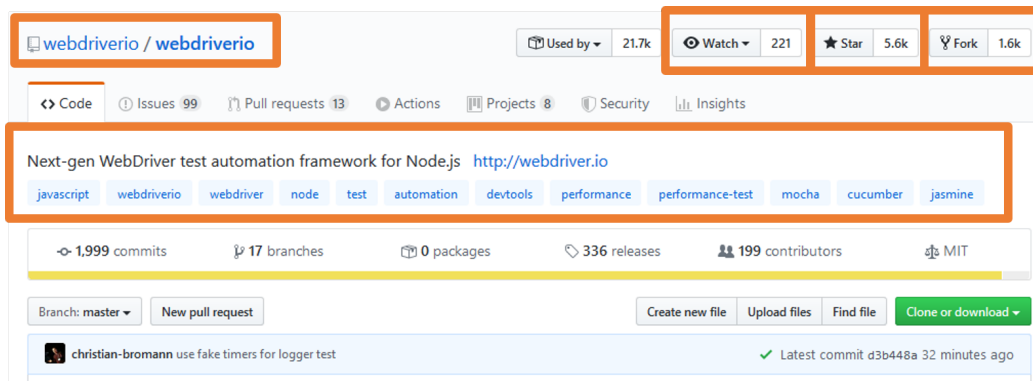 webdriverio / webdriverio
Used by 21.7k Watch 221 Star 5.6k Fork 1.6k
Code Issues 99 Pull requests 13 Actions Projects 8 Security Insights
Next-gen WebDriver test automation framework for Node.js http://webdriver.io
javascript webdriverio webdriver node test automation devtools performance performance-test mocha cucumber jasmine
1,999 commits 17 branches 0 packages 336 releases 199 contributors MIT
Branch: master New pull request Create new file Upload files Find file Clone or download
christian-bromann use fake timers for logger test Latest commit d3b448a 32 minutes ago